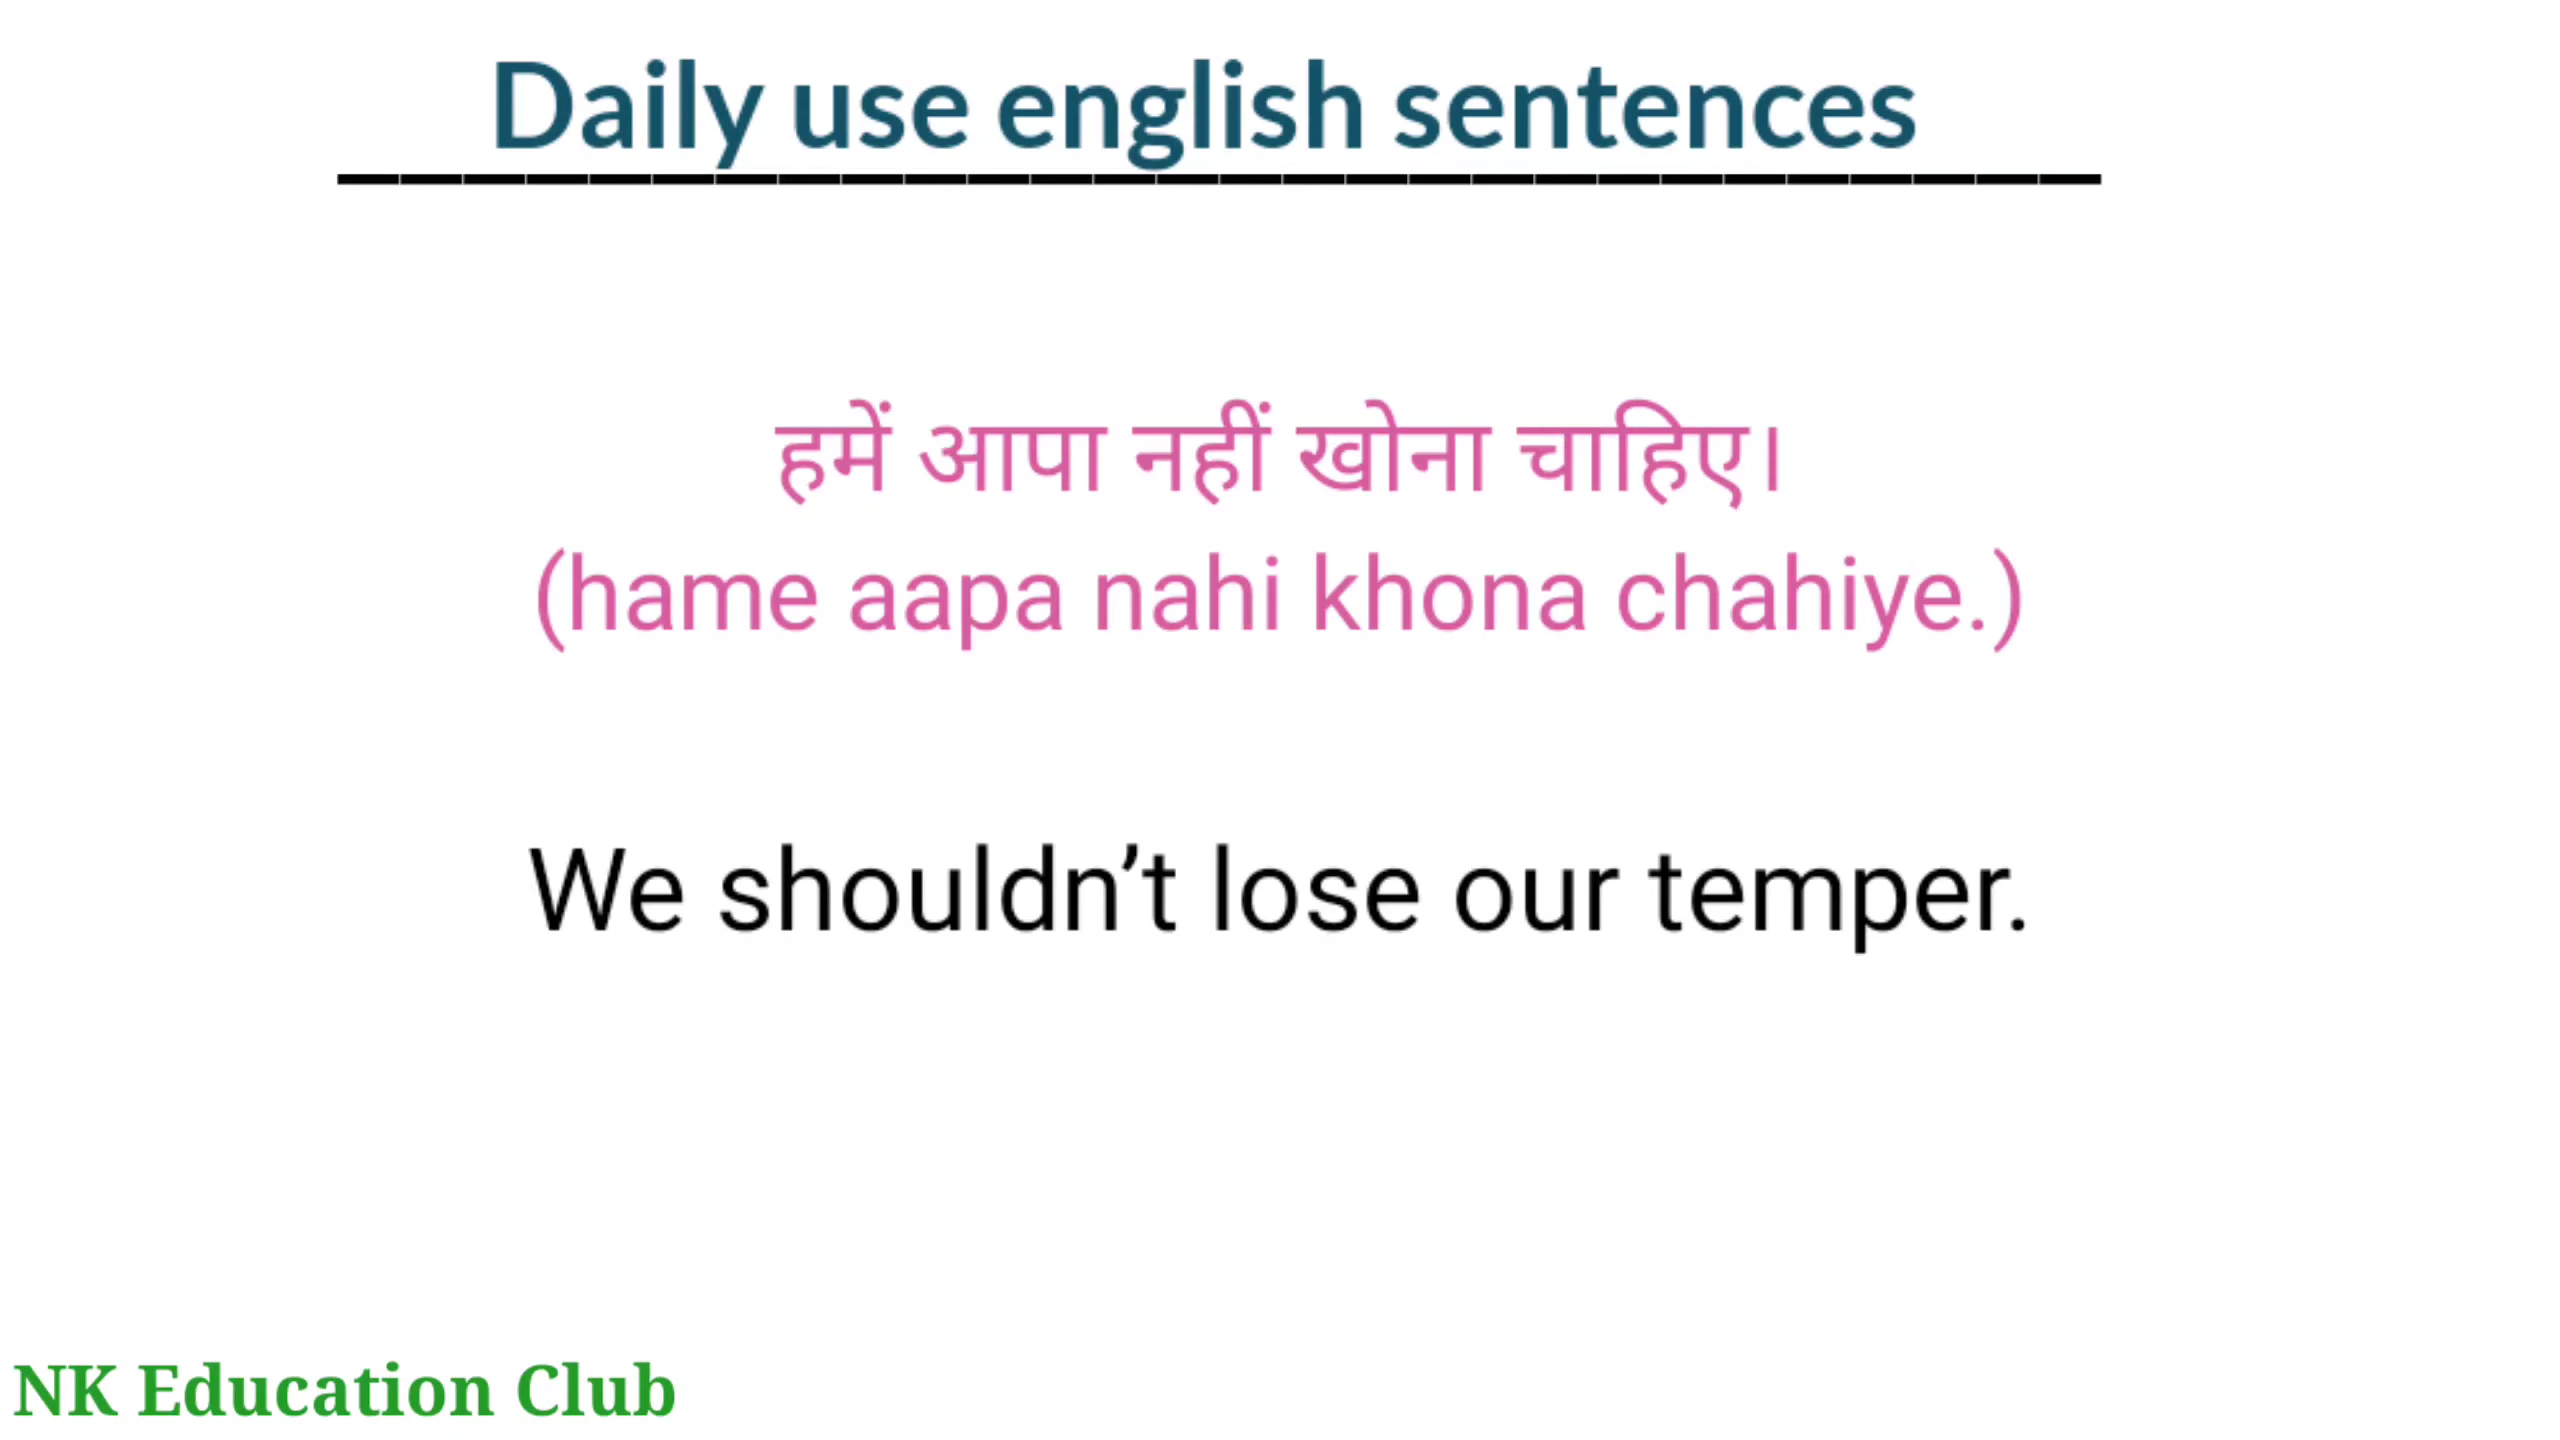 Daily use english sentences
हमें आपा नहीं खोना चाहिए।
(hame aapa nahi khona chahiye.)
We shouldn’t lose our temper.
NK Education Club